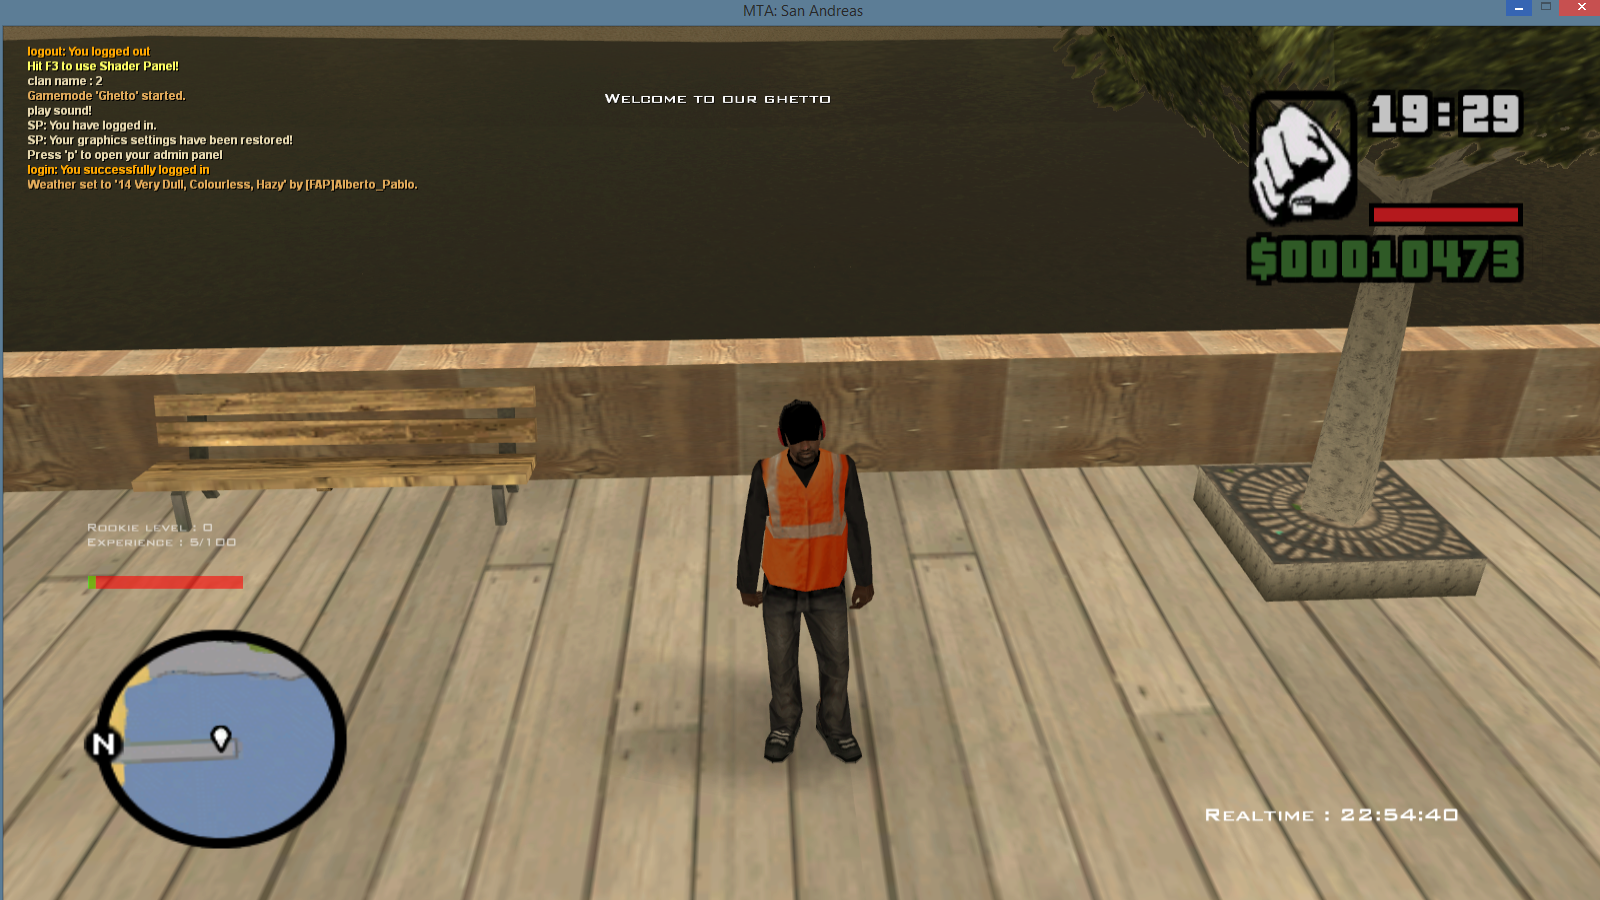 MTA: San Andreas
logout: You logged out
Hit F3 to use Shader Panel!
clan name : 2
Gamemode 'Ghetto' started.
play sound!
SP: You have logged in.
SP: Your graphics settings have been restored!
Press 'p' to open your admin panel
login: You successfully logged in
Weather set to '14 Very Dull, Colourless, Hazy' by [FAP]Alberto_Pablo.
Welcome to our ghetto
19:29
$00010473
Rookie level : 0
Experience : 5/100
N
Realtime : 22:54:40